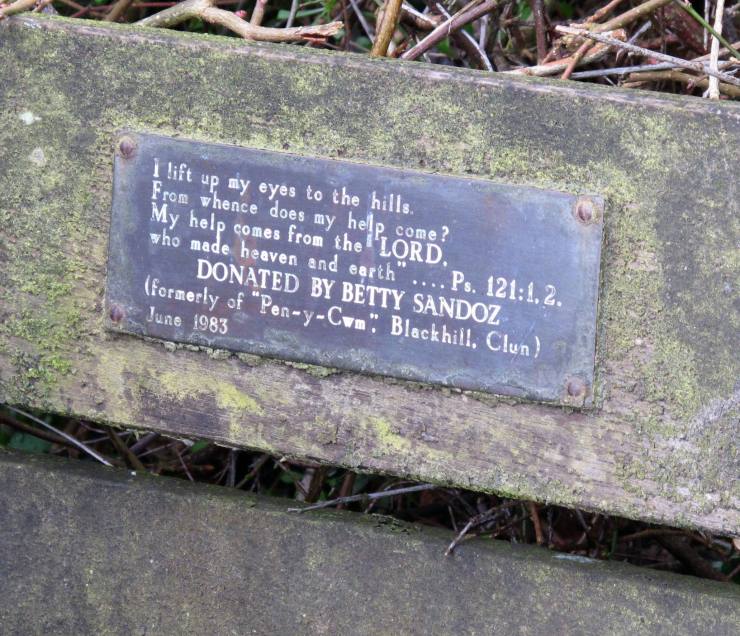 I lift up my eyes to the hills.
From whence does my help come?
My help comes from the "LORD,
who made heaven and earth" .... Ps. 121:1,2.
DONATED BY BETTY SANDOZ
(formerly of "Pen-y-Cwm", Blackhill, Clun)
June 1983